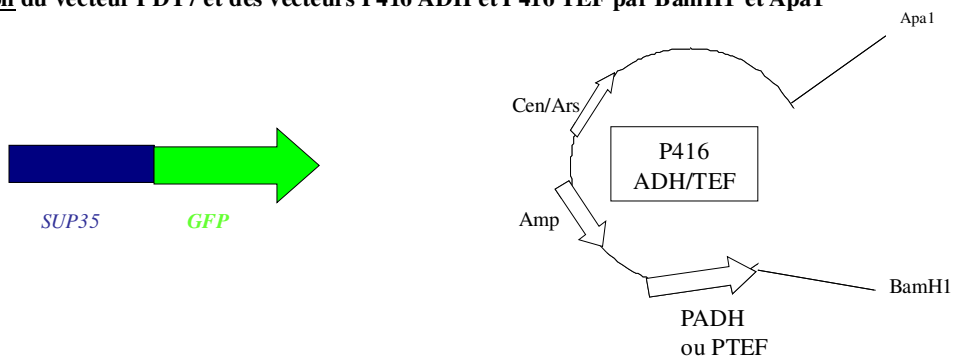 du vecteur PDT7 et des vecteurs P416 ADH et P416 TEF par BamH1 et Apa1
Apa1
Cen/Ars
P416
ADH/TEF
SUP35
GFP
Amp
BamH1
PADH
ou PTEF